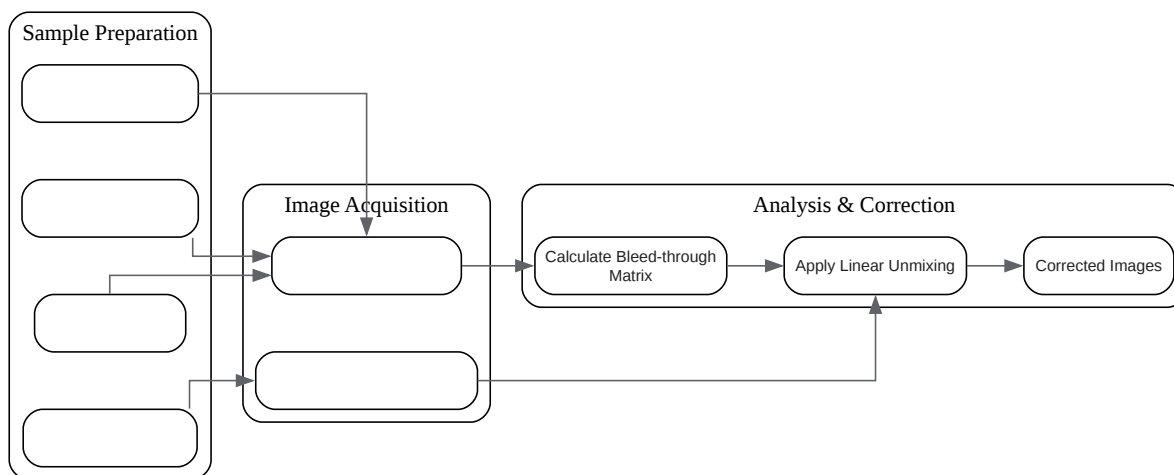 Sample Preparation
Image Acquisition
Analysis & Correction
Calculate Bleed-through
Matrix
Apply Linear Unmixing
Corrected Images